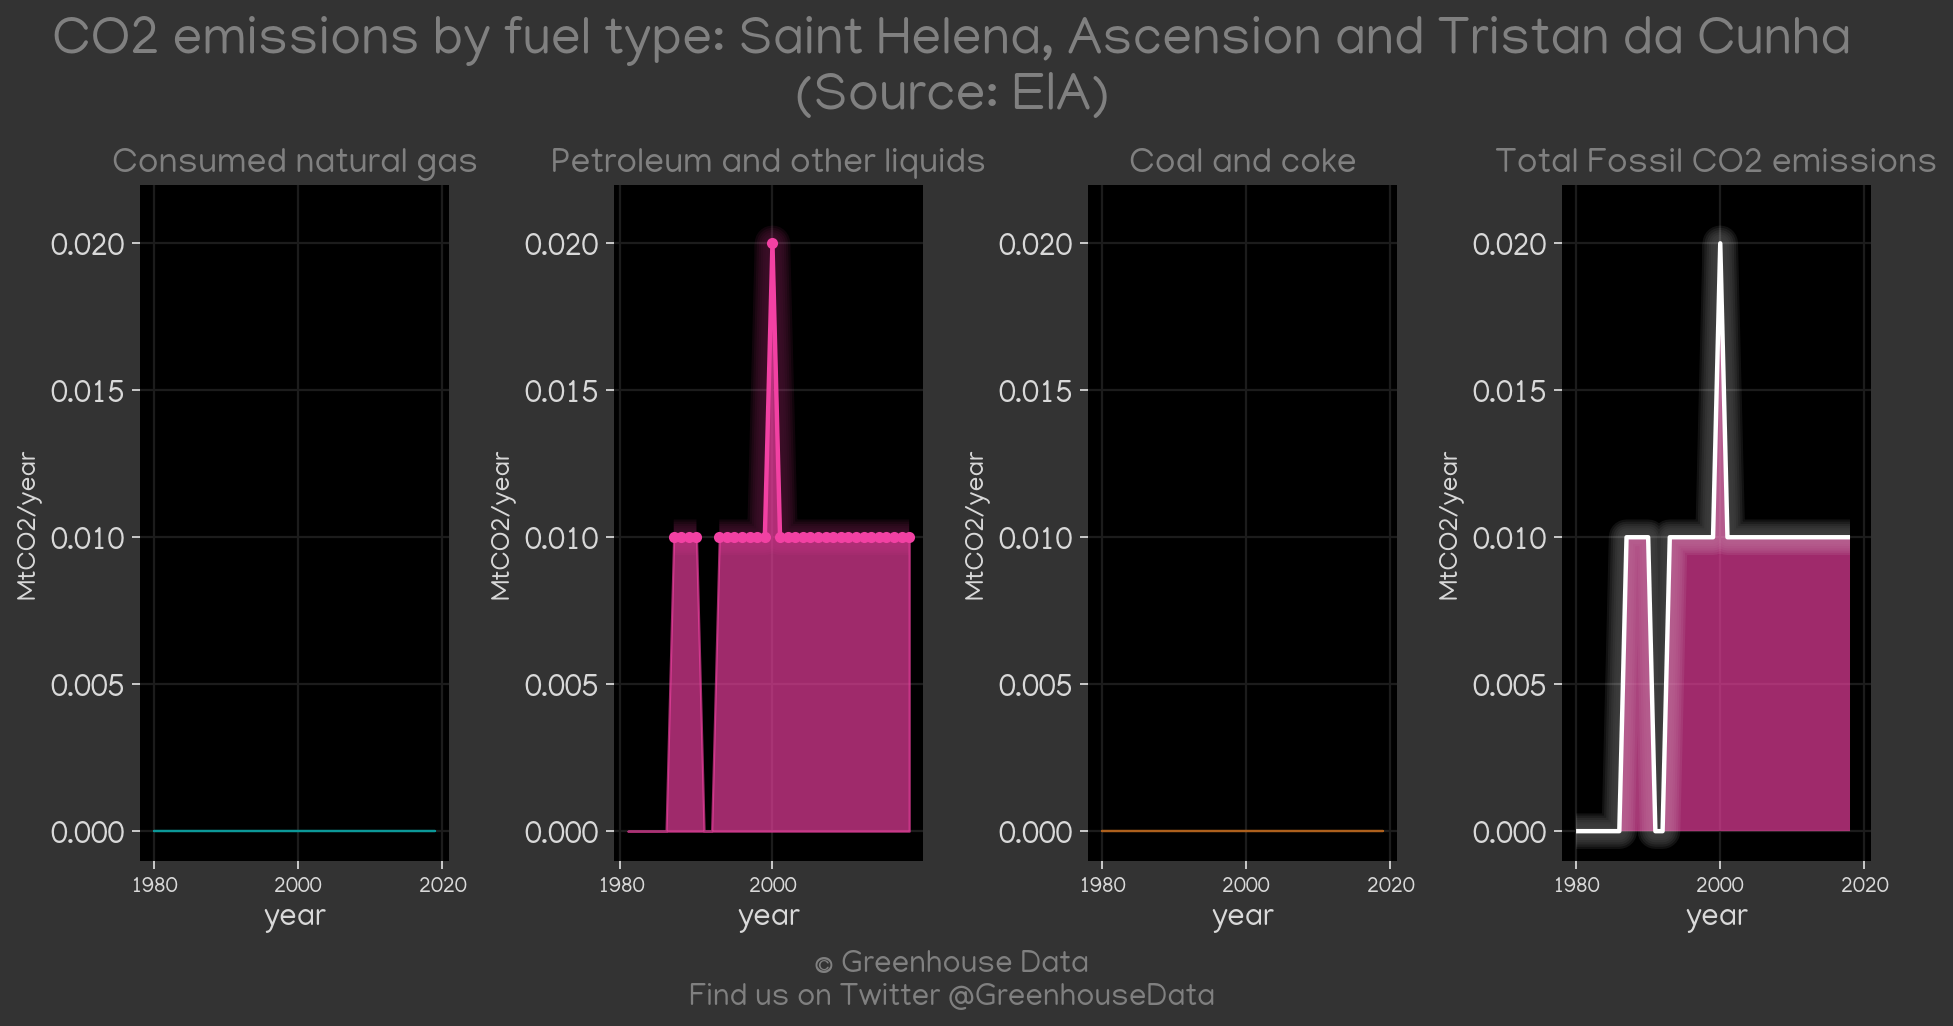 CO2 emissions by fuel type: Saint Helena, Ascension and Tristan da Cunha
(Source: EIA)
Consumed natural gas
Petroleum and other liquids
Coal and coke
Total Fossil CO2 emissions
0.020
0.015
0.010
0.005
0.000
MtCO2/year
1980
2000
2020
year
0.020
0.015
0.010
0.005
0.000
MtCO2/year
1980
2000
year
0.020
0.015
0.010
0.005
0.000
MtCO2/year
1980
2000
2020
year
0.020
0.015
0.010
0.005
0.000
MtCO2/year
1980
2000
2020
year
© Greenhouse Data
Find us on Twitter @GreenhouseData